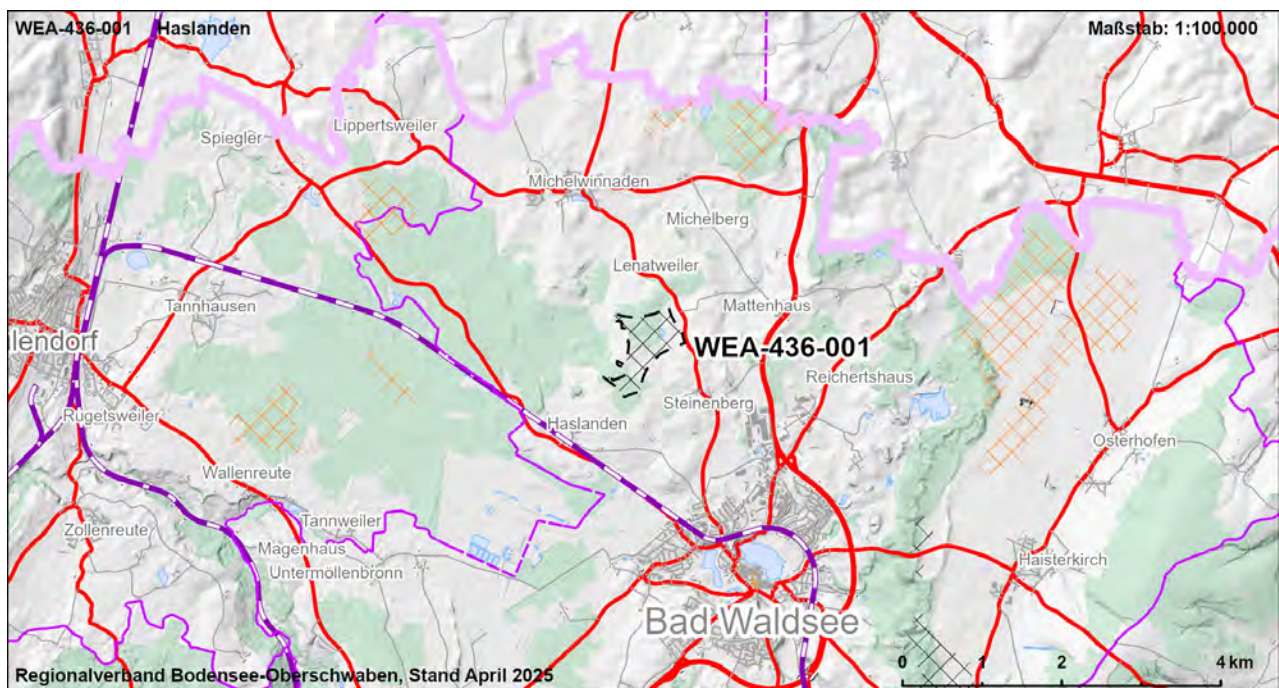 WEA-436-001 Haslanden
Maßstab: 1:100.000
Lippertsweiler
Spiegler
Michelwinnaden
Michelberg
Lenatweiler
Tannhausen
Mattenhaus
ulendorf
WEA-436-001
Reichertshaus
Steinenberg
Rugetsweiler
Haslanden
Osterhofen
Wallenreute
Tannweiler
Zollenreute
Magenhaus
Haisterkirch
Untermöllenbronn
Bad Waldsee
0 1 2 4 km
Regionalverband Bodensee-Oberschwaben, Stand April 2025